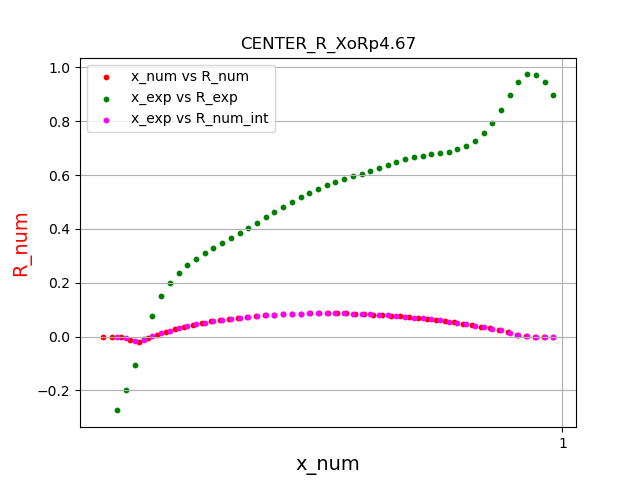 CENTER_R_XoRp4.67
x_num vs R_num
x_exp vs R_exp
x_exp vs R_num_int
1.0
0.8
0.6
0.4
0.2
0.0
−0.2
R_num
1
x_num